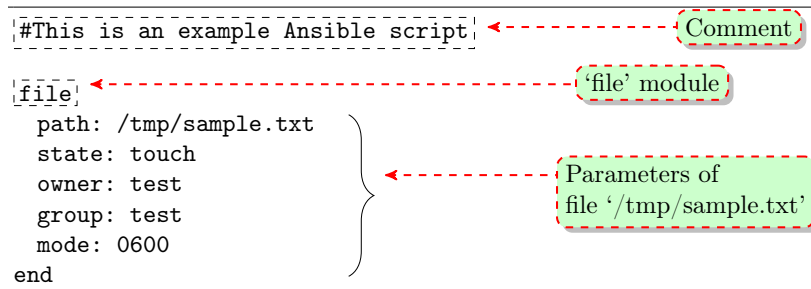 #This is an example Ansible script
Comment
file
‘file’ module
path: /tmp/sample.txt
state: touch
owner: test
group: test
mode: 0600
end
Parameters of
file ‘/tmp/sample.txt’